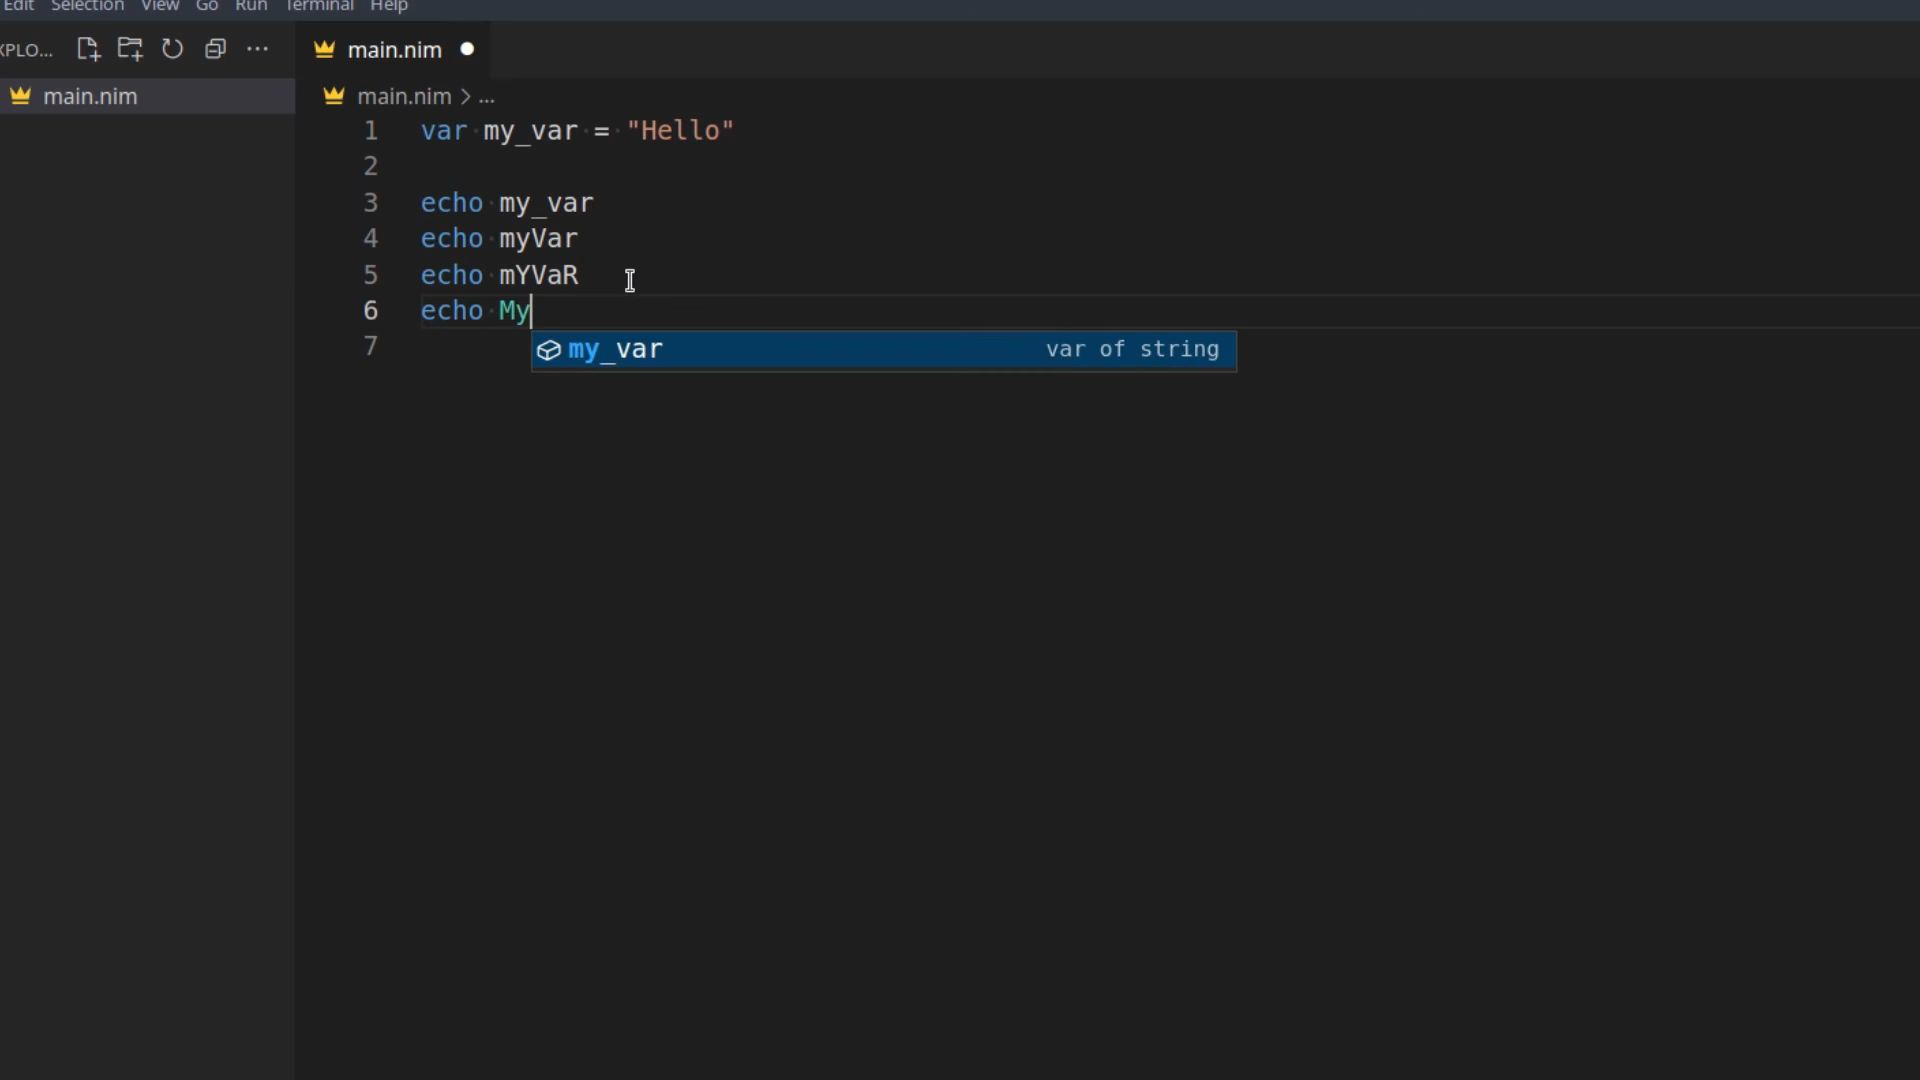 Edit Selection View Go Run Terminal Help
XPLO...
main.nim
main.nim
main.nim > ...
1 var my_var = "Hello"
2
3 echo my_var
4 echo myVar
5 echo mYVaR
6 echo My
my_var var of string
7